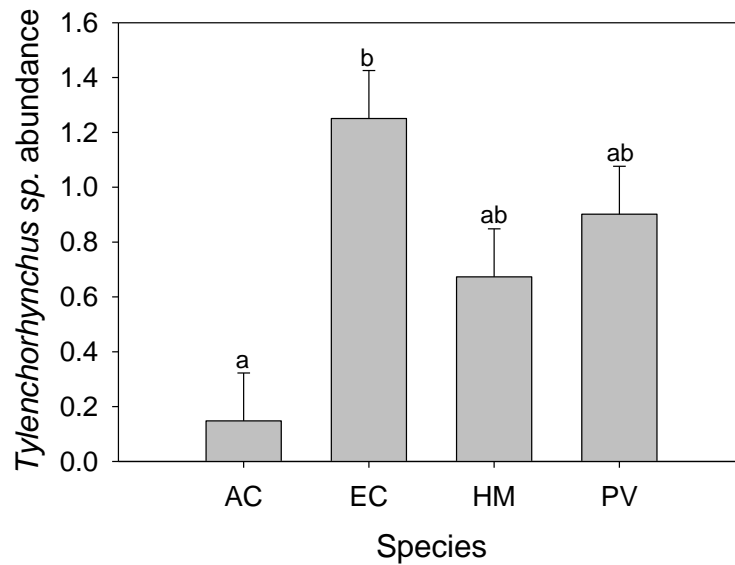 Tylenchorhynchus sp. abundance
1.6
1.4
1.2
1.0
0.8
0.6
0.4
0.2
0.0
a
b
ab
ab
AC EC HM PV
Species